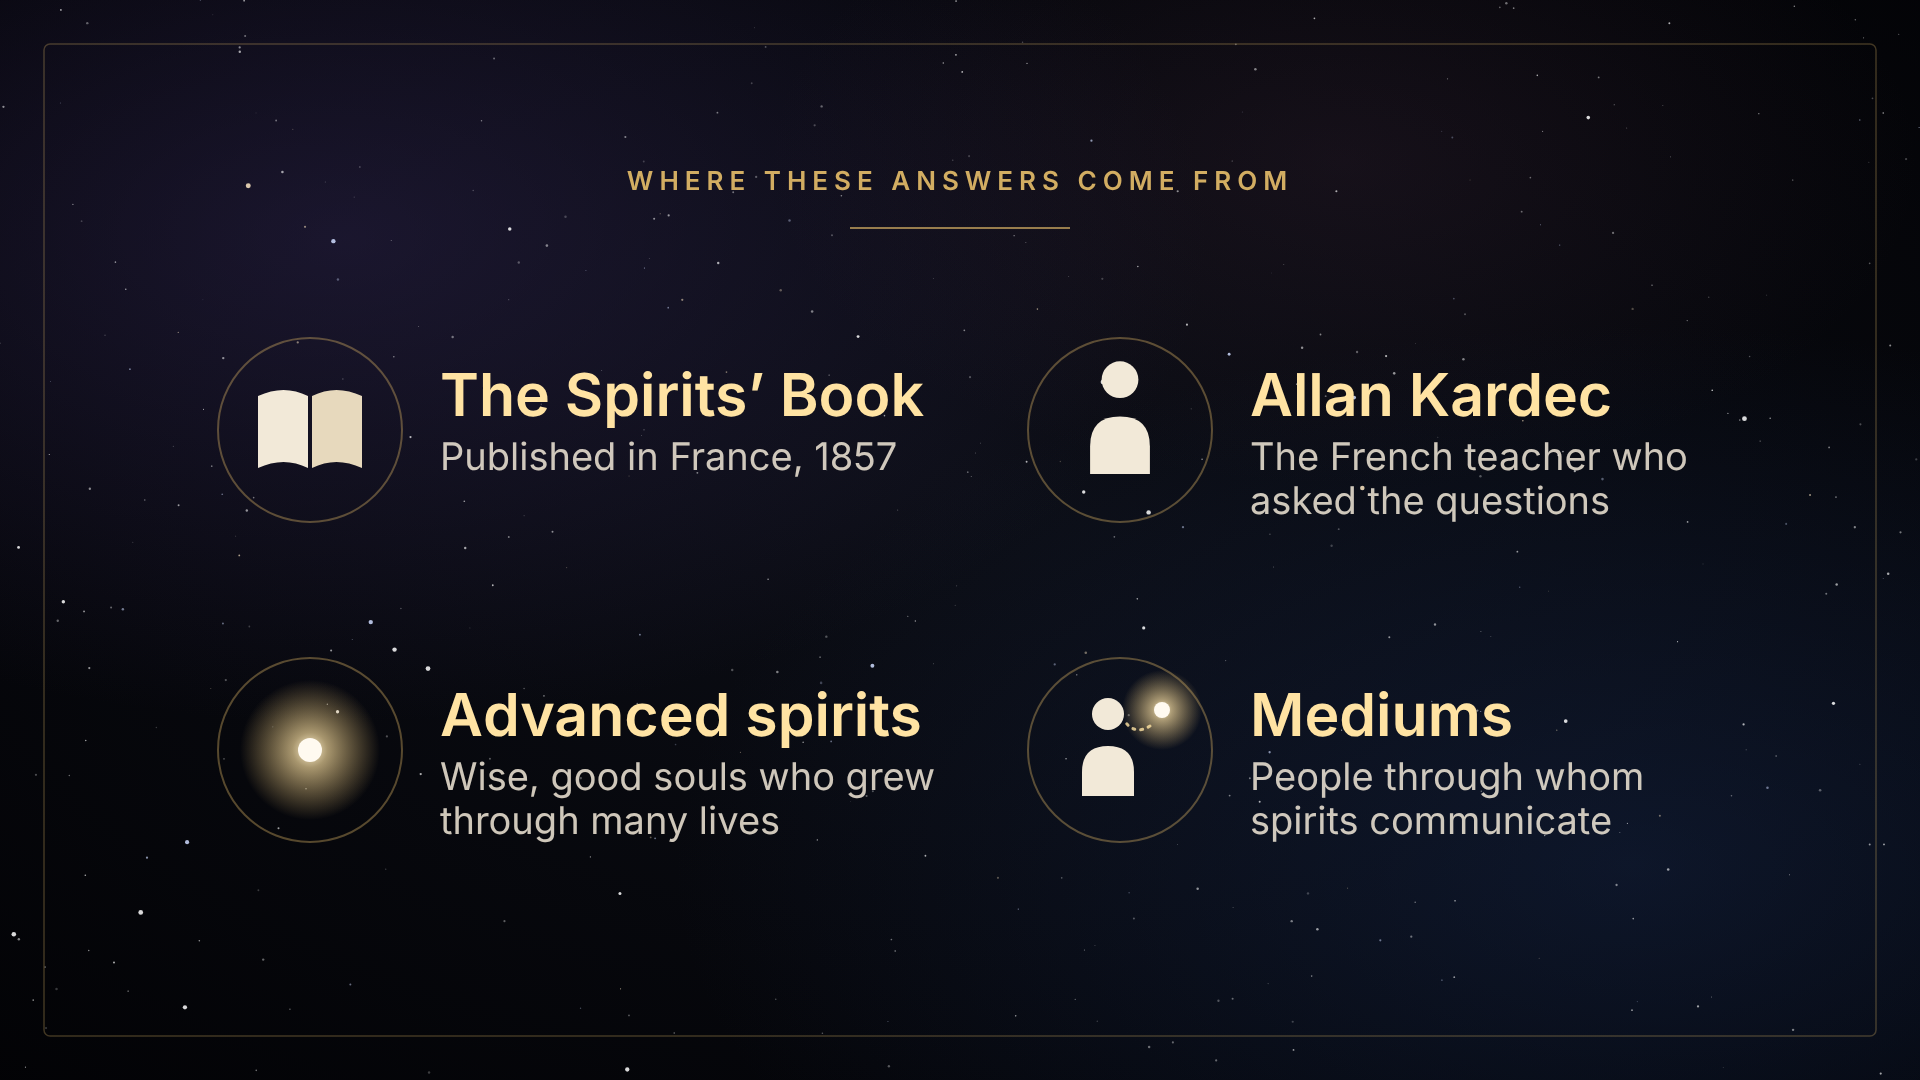 WHERE THESE ANSWERS COME FROM
The Spirits’ Book
Published in France, 1857
Allan Kardec
The French teacher who
asked the questions
Advanced spirits
Wise, good souls who grew
through many lives
Mediums
People through whom
spirits communicate